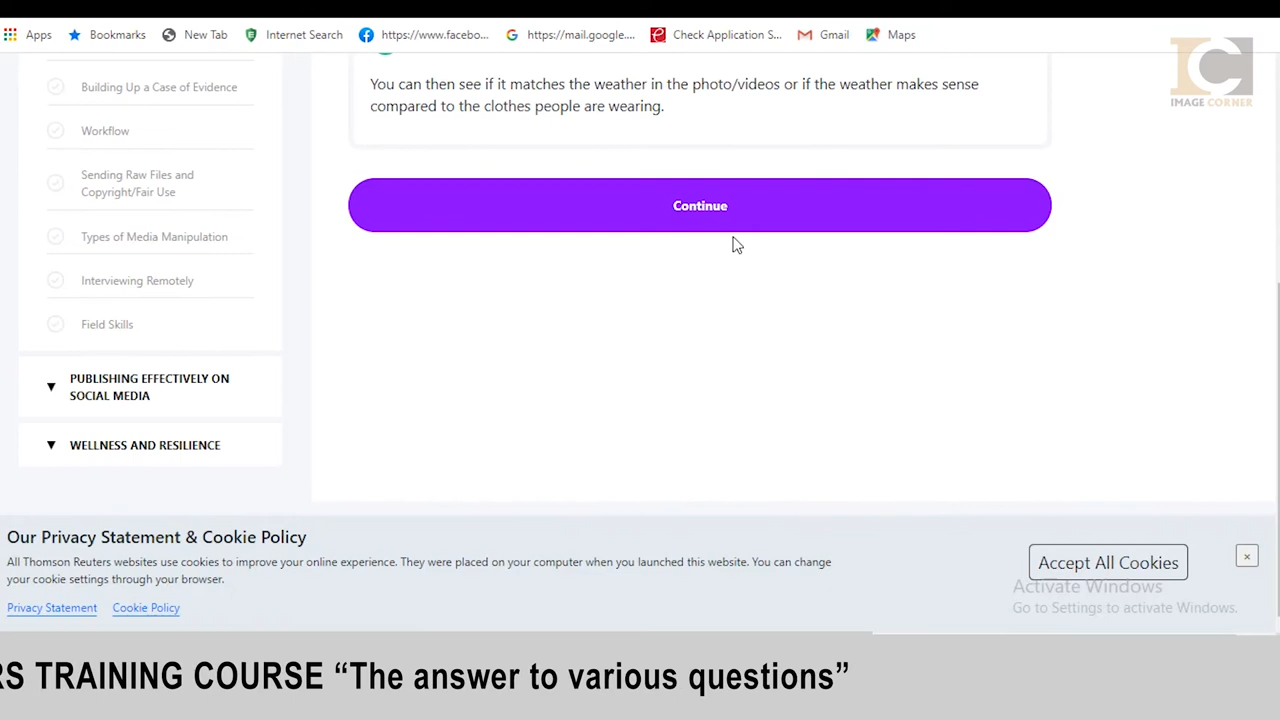 Apps
Bookmarks
New Tab
Internet Search
https://www.facebo...
https://mail.google....
Check Application S...
Gmail
Maps
IC
IMAGE CORNER
Building Up a Case of Evidence
Workflow
Sending Raw Files and
Copyright/Fair Use
Types of Media Manipulation
Interviewing Remotely
Field Skills
PUBLISHING EFFECTIVELY ON
SOCIAL MEDIA
WELLNESS AND RESILIENCE
You can then see if it matches the weather in the photo/videos or if the weather makes sense
compared to the clothes people are wearing.
Continue
Our Privacy Statement & Cookie Policy
All Thomson Reuters websites use cookies to improve your online experience. They were placed on your computer when you launched this website. You can change
your cookie settings through your browser.
Privacy Statement
Cookie Policy
Accept All Cookies
Activate Windows
Go to Settings to activate Windows.
RS TRAINING COURSE “The answer to various questions”